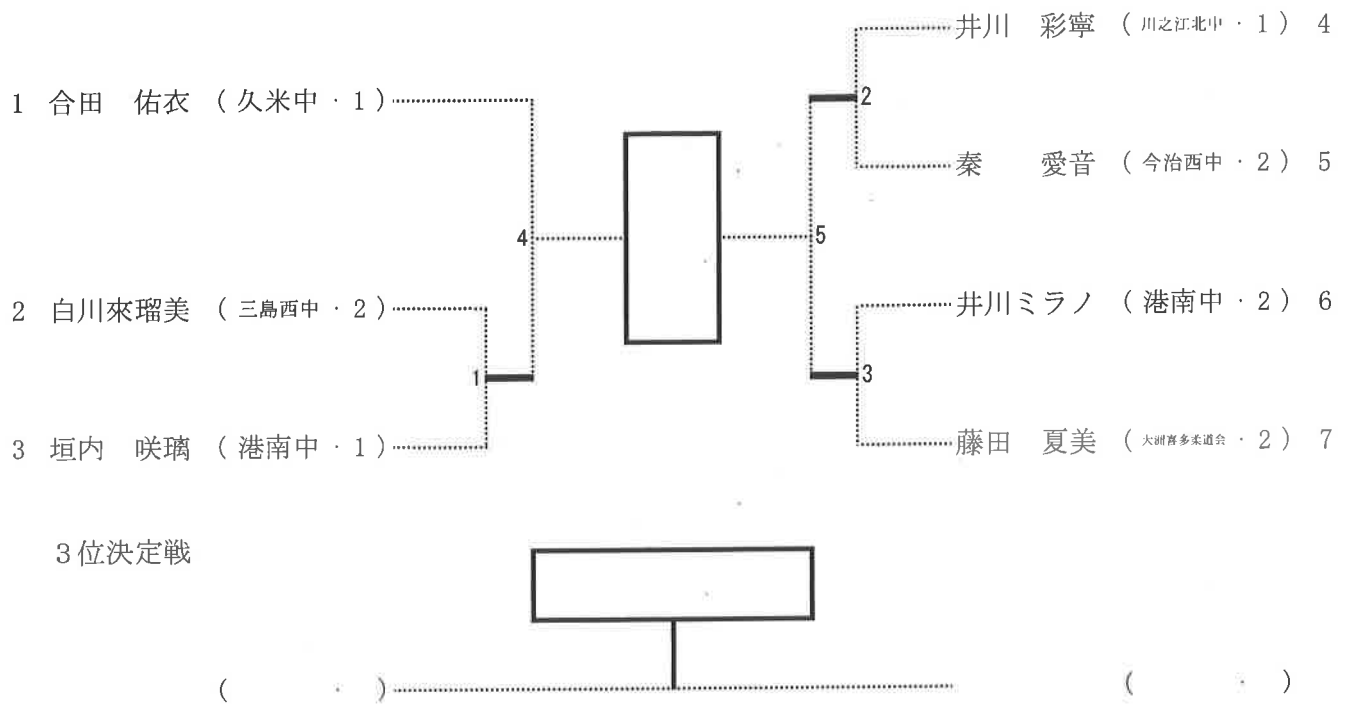 井川 彩寧 ( 川之江北中 ・ 1 ) 4
1 合田 佑衣 ( 久米中 ・ 1 )
2
秦 愛音 ( 今治西中 ・ 2 ) 5
4
5
2 白川來瑠美 ( 三島西中 ・ 2 )
井川ミラノ ( 港南中 ・ 2 ) 6
1
3
3 垣内 咲璃 ( 港南中 ・ 1 )
藤田 夏美 ( 大洲喜多柔道会 ・ 2 ) 7
3位決定戦
( ・ )
( ・ )